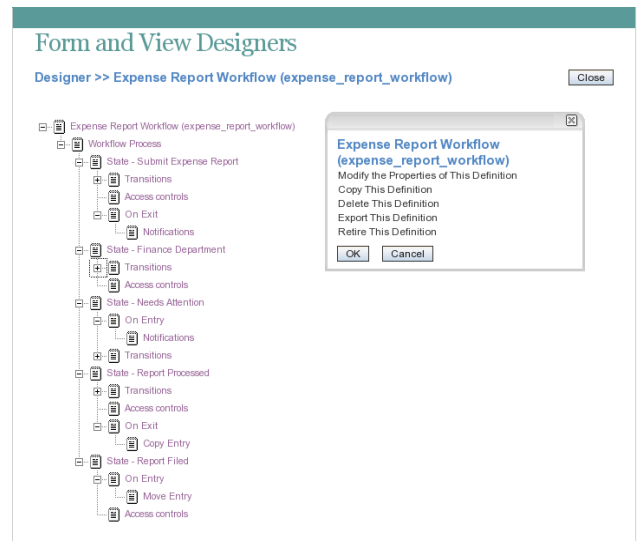 Form and View Designers
Designer >> Expense Report Workflow (expense_report_workflow)
Close
Expense Report Workflow (expense_report_workflow)
Workflow Process
State - Submit Expense Report
Transitions
Access controls
On Exit
Notifications
State - Finance Department
Transitions
Access controls
State - Needs Attention
On Entry
Notifications
Transitions
State - Report Processed
Transitions
Access controls
On Exit
Copy Entry
State - Report Filed
On Entry
Move Entry
Access controls
Expense Report Workflow
(expense_report_workflow)
Modify the Properties of This Definition
Copy This Definition
Delete This Definition
Export This Definition
Retire This Definition
OK Cancel